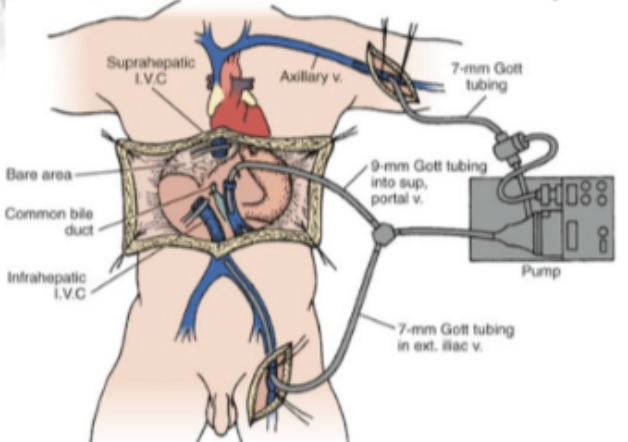 Suprahepatic
I.V.C
Axillary v.
7-mm Gott
tubing
Bare area
9-mm Gott tubing
into sup,
portal v.
Common bile
duct
Pump
Infrahepatic
I.V.C
7-mm Gott tubing
in ext. iliac v.